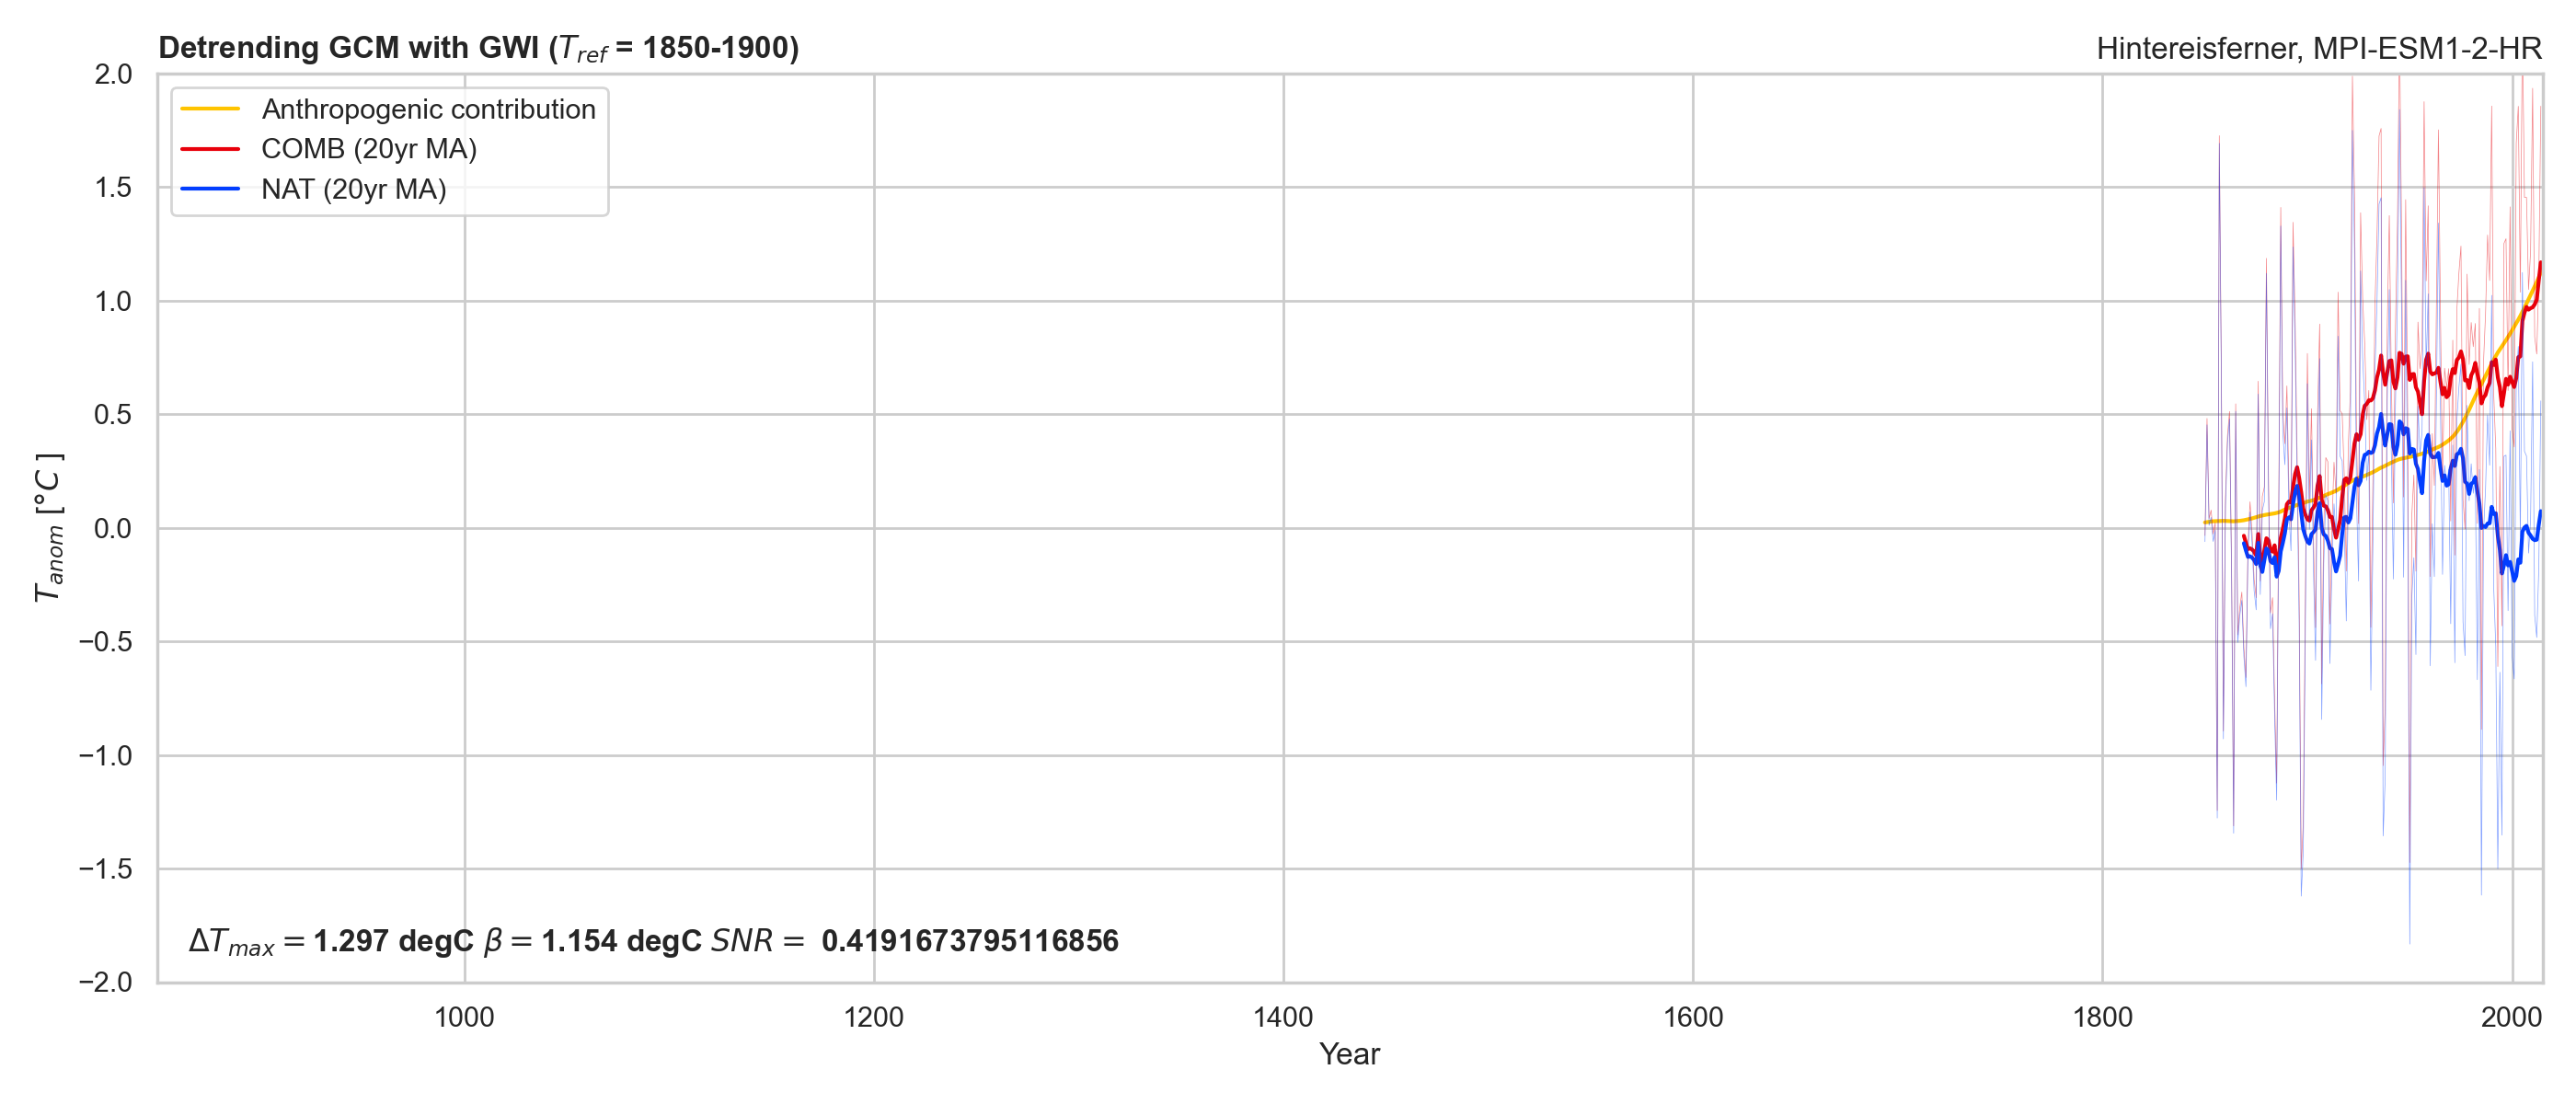 Detrending GCM with GWI (T_ref = 1850-1900)
Hintereisferner, MPI-ESM1-2-HR
Anthropogenic contribution
COMB (20yr MA)
NAT (20yr MA)
2.0
1.5
1.0
0.5
0.0
−0.5
−1.0
−1.5
−2.0
T_anom [°C ]
ΔT_max = 1.297 degC β = 1.154 degC SNR = 0.4191673795116856
1000 1200 1400 1600 1800 2000
Year